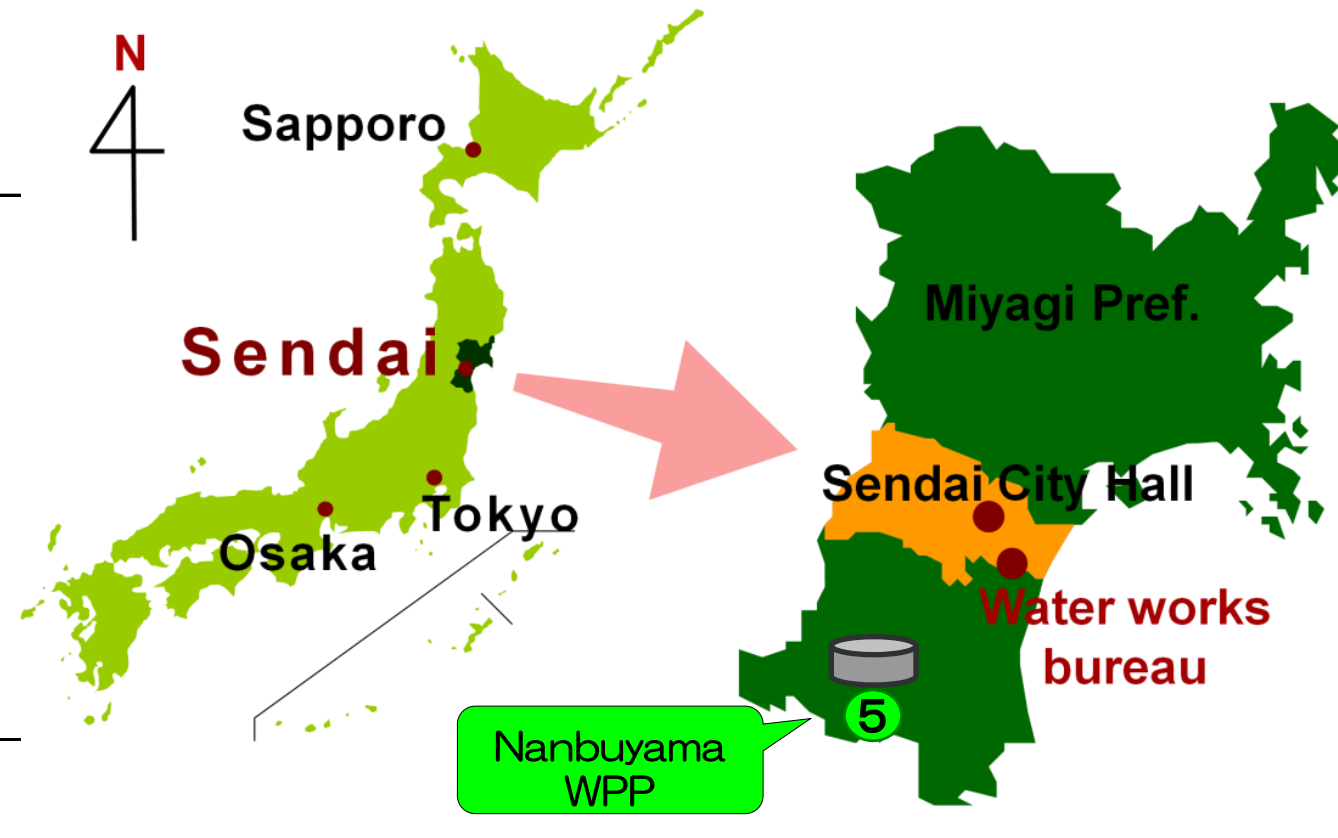 N
Sapporo
Sendai
Tokyo
Osaka
Miyagi Pref.
Sendai City Hall
Water works
bureau
5
Nanbuyama
WPP